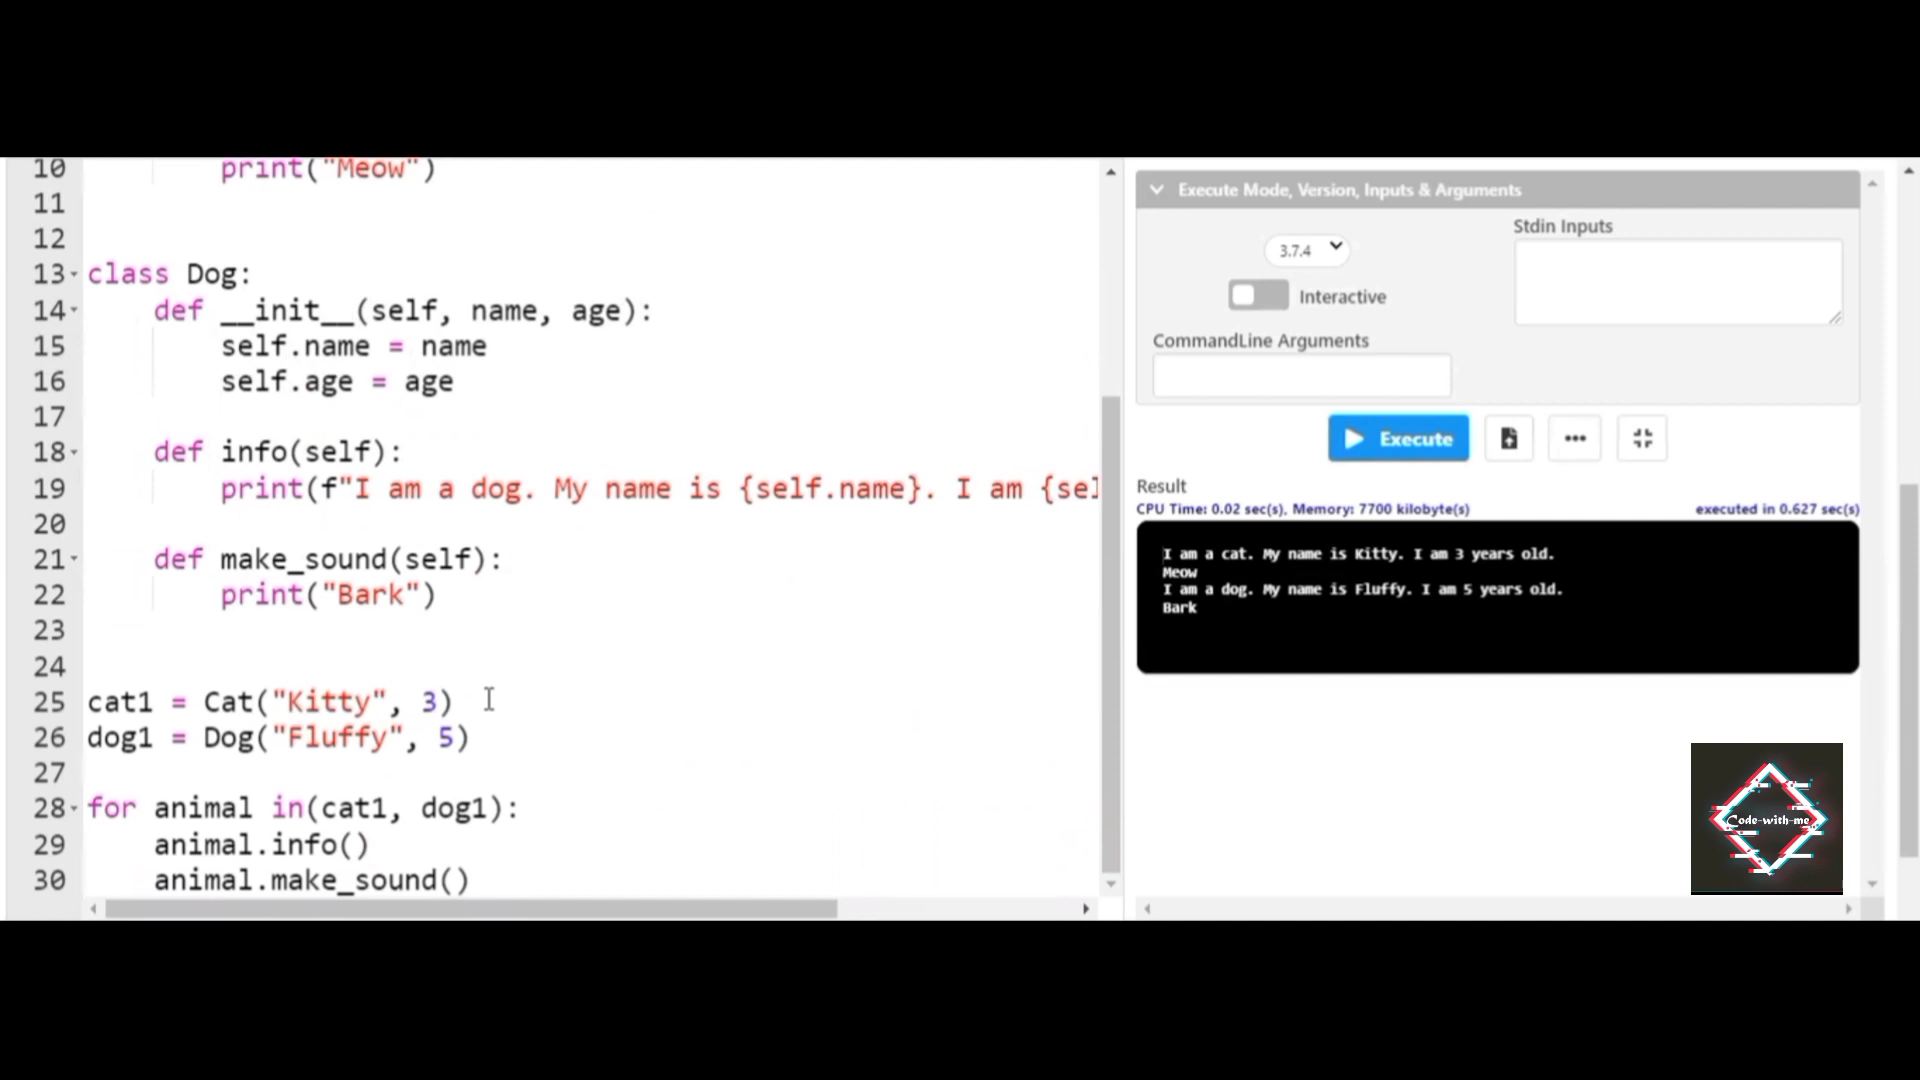 10 print("Meow")
11
12
13 class Dog:
14 def __init__(self, name, age):
15 self.name = name
16 self.age = age
17
18 def info(self):
19 print(f"I am a dog. My name is {self.name}. I am {sel
20
21 def make_sound(self):
22 print("Bark")
23
24
25 cat1 = Cat("Kitty", 3)
26 dog1 = Dog("Fluffy", 5)
27
28 for animal in(cat1, dog1):
29 animal.info()
30 animal.make_sound()
Execute Mode, Version, Inputs & Arguments
3.7.4
Interactive
Stdin Inputs
CommandLine Arguments
Execute
Result
CPU Time: 0.02 sec(s), Memory: 7700 kilobyte(s) executed in 0.627 sec(s)
I am a cat. My name is Kitty. I am 3 years old.
Meow
I am a dog. My name is Fluffy. I am 5 years old.
Bark
Code-with-me